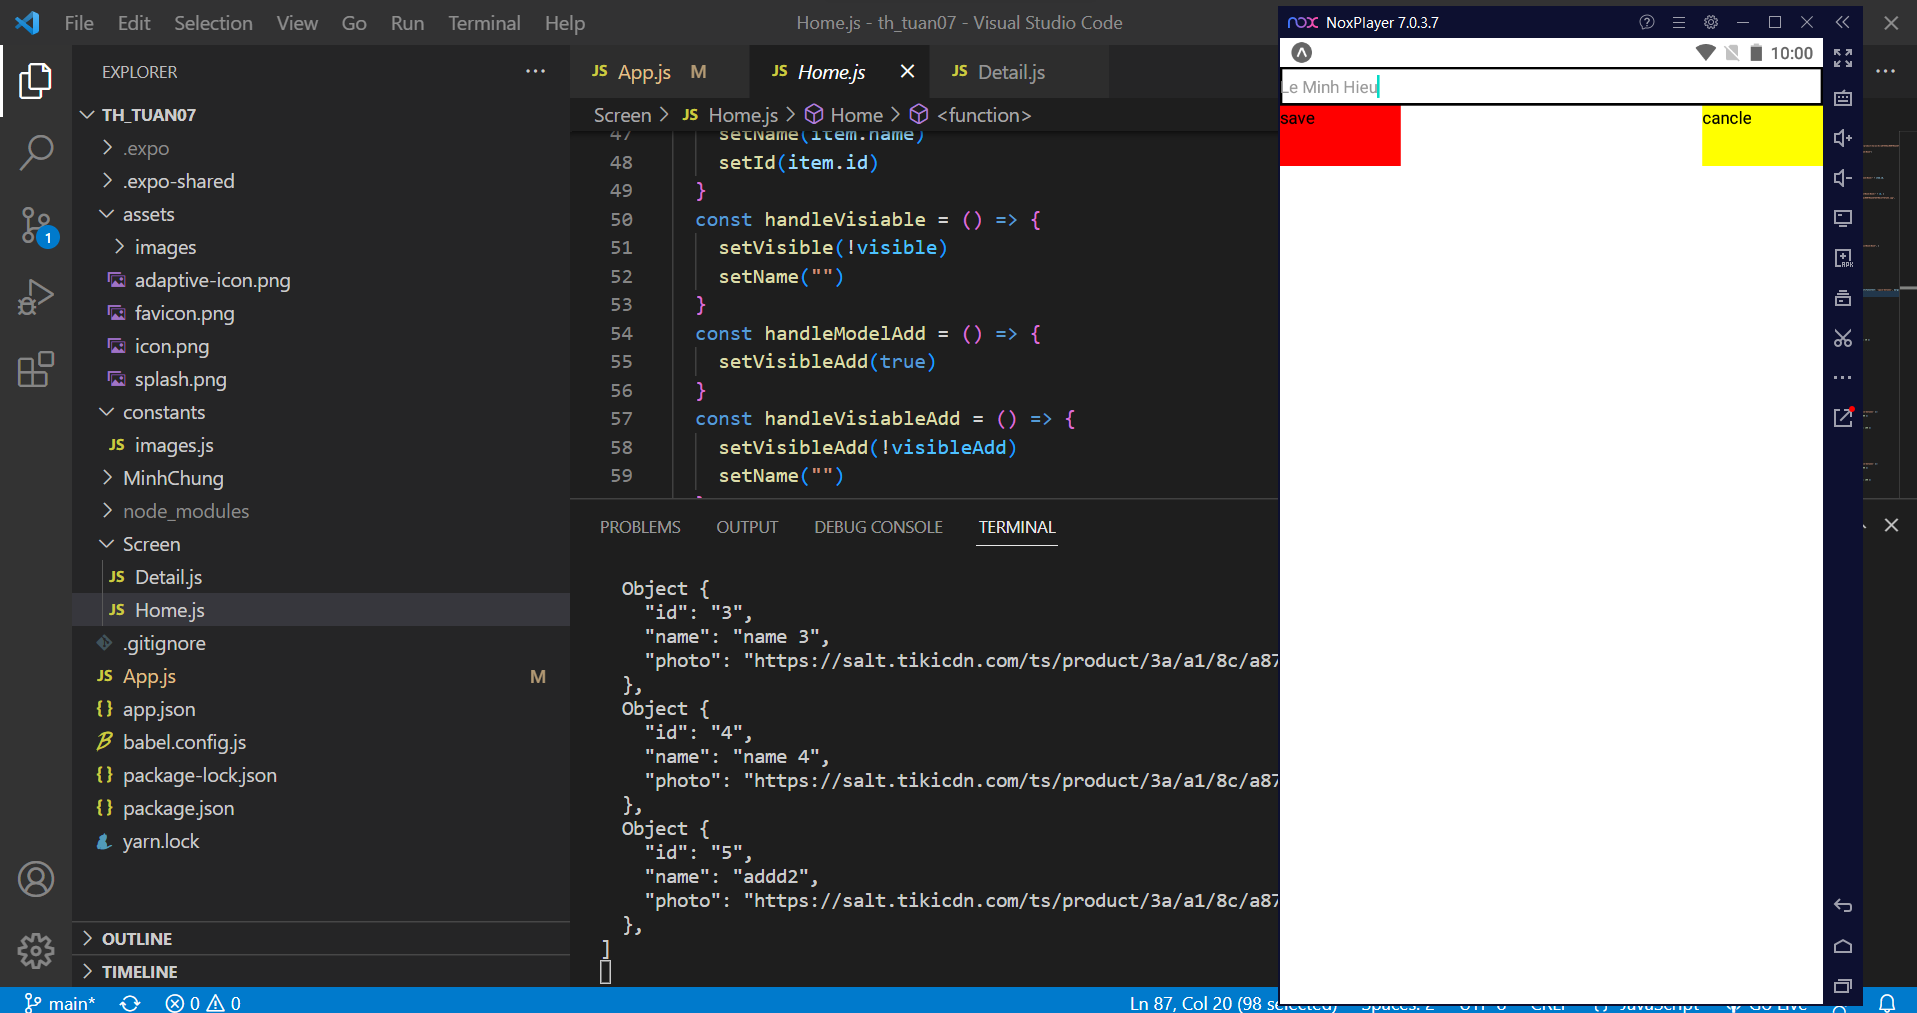 File Edit Selection View Go Run Terminal Help
Home.js - th_tuan07 - Visual Studio Code
EXPLORER
TH_TUAN07
.expo
.expo-shared
assets
images
adaptive-icon.png
favicon.png
icon.png
splash.png
constants
JS images.js
MinhChung
node_modules
Screen
JS Detail.js
JS Home.js
.gitignore
JS App.js M
{} app.json
babel.config.js
{} package-lock.json
{} package.json
yarn.lock
OUTLINE
TIMELINE
JS App.js M JS Home.js JS Detail.js
Screen > JS Home.js > Home > <function>
47 setName(item.name)
48 setId(item.id)
49 }
50 const handleVisiable = () => {
51 setVisible(!visible)
52 setName("")
53 }
54 const handleModelAdd = () => {
55 setVisibleAdd(true)
56 }
57 const handleVisiableAdd = () => {
58 setVisibleAdd(!visibleAdd)
59 setName("")
PROBLEMS OUTPUT DEBUG CONSOLE TERMINAL
Object {
"id": "3",
"name": "name 3",
"photo": "https://salt.tikicdn.com/ts/product/3a/a1/8c/a87
},
Object {
"id": "4",
"name": "name 4",
"photo": "https://salt.tikicdn.com/ts/product/3a/a1/8c/a87
},
Object {
"id": "5",
"name": "addd2",
"photo": "https://salt.tikicdn.com/ts/product/3a/a1/8c/a87
},
]
nox NoxPlayer 7.0.3.7
10:00
Le Minh Hieu
save cancle
1
main* 0 0
Ln 87, Col 20 (98 selected)